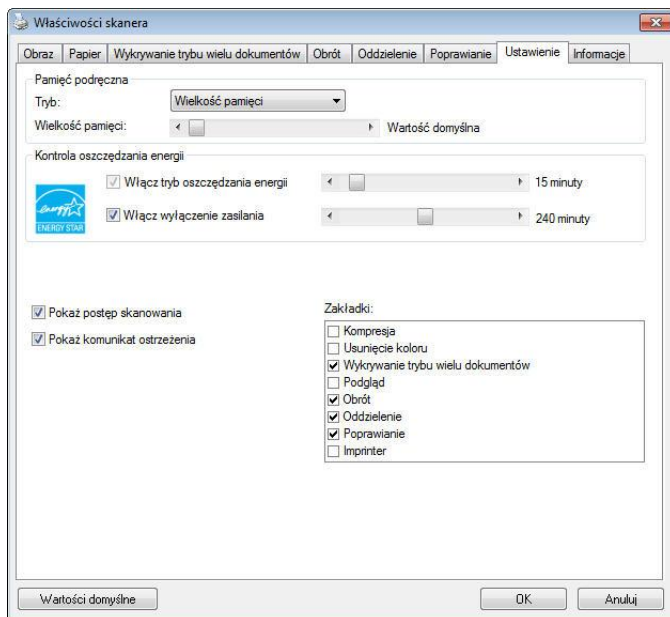 Właściwości skanera
Obraz Papier Wykrywanie trybu wielu dokumentów Obrót Oddzielenie Poprawianie Ustawienie Informacje
Pamięć podręczna
Tryb: Wielkość pamięci
Wielkość pamięci: Wartość domyślna
Kontrola oszczędzania energii
Włącz tryb oszczędzania energii 15 minuty
energy
ENERGY STAR
Włącz wyłączenie zasilania 240 minuty
Pokaż postęp skanowania
Pokaż komunikat ostrzeżenia
Zakładki:
Kompresja
Usunięcie koloru
Wykrywanie trybu wielu dokumentów
Podgląd
Obrót
Oddzielenie
Poprawianie
Imprinter
Wartości domyślne OK Anuluj